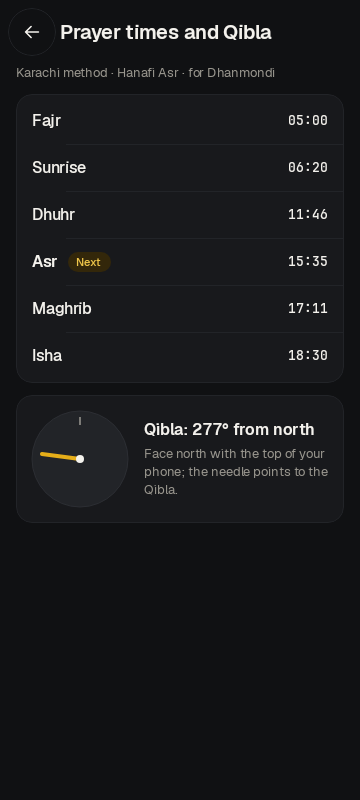 Prayer times and Qibla
Karachi method · Hanafi Asr · for Dhanmondi
Fajr 05:00
Sunrise 06:20
Dhuhr 11:46
Asr Next 15:35
Maghrib 17:11
Isha 18:30
Qibla: 277° from north
Face north with the top of your
phone; the needle points to the
Qibla.